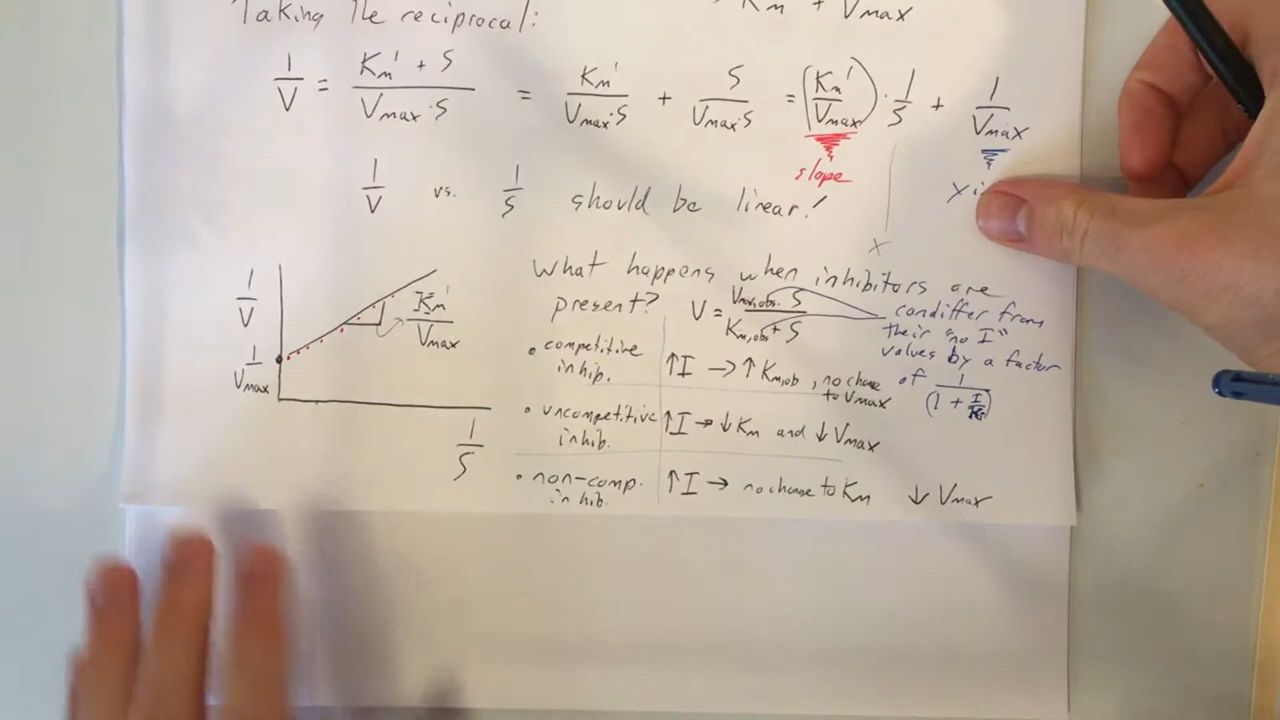 Taking the reciprocal:
Km + Vmax
1/V = (Km' + S)/(Vmax·S) = Km'/(Vmax·S) + S/(Vmax·S) = (Km'/Vmax)·1/S + 1/Vmax
slope
1/V vs. 1/S should be linear!
x
1/V
1/Vmax
Km'/Vmax
1/S
What happens when inhibitors are
present? V = (Vmax,obs · S)/(Km,obs + S)
can differ from
their "no I"
values by a factor
of 1/(1 + I/KI)
• competitive
inhib.
↑I → ↑Km,ob, no change
to Vmax
• uncompetitive
inhib.
↑I → ↓Km and ↓Vmax
• non-comp.
inhib.
↑I → no change to Km ↓Vmax